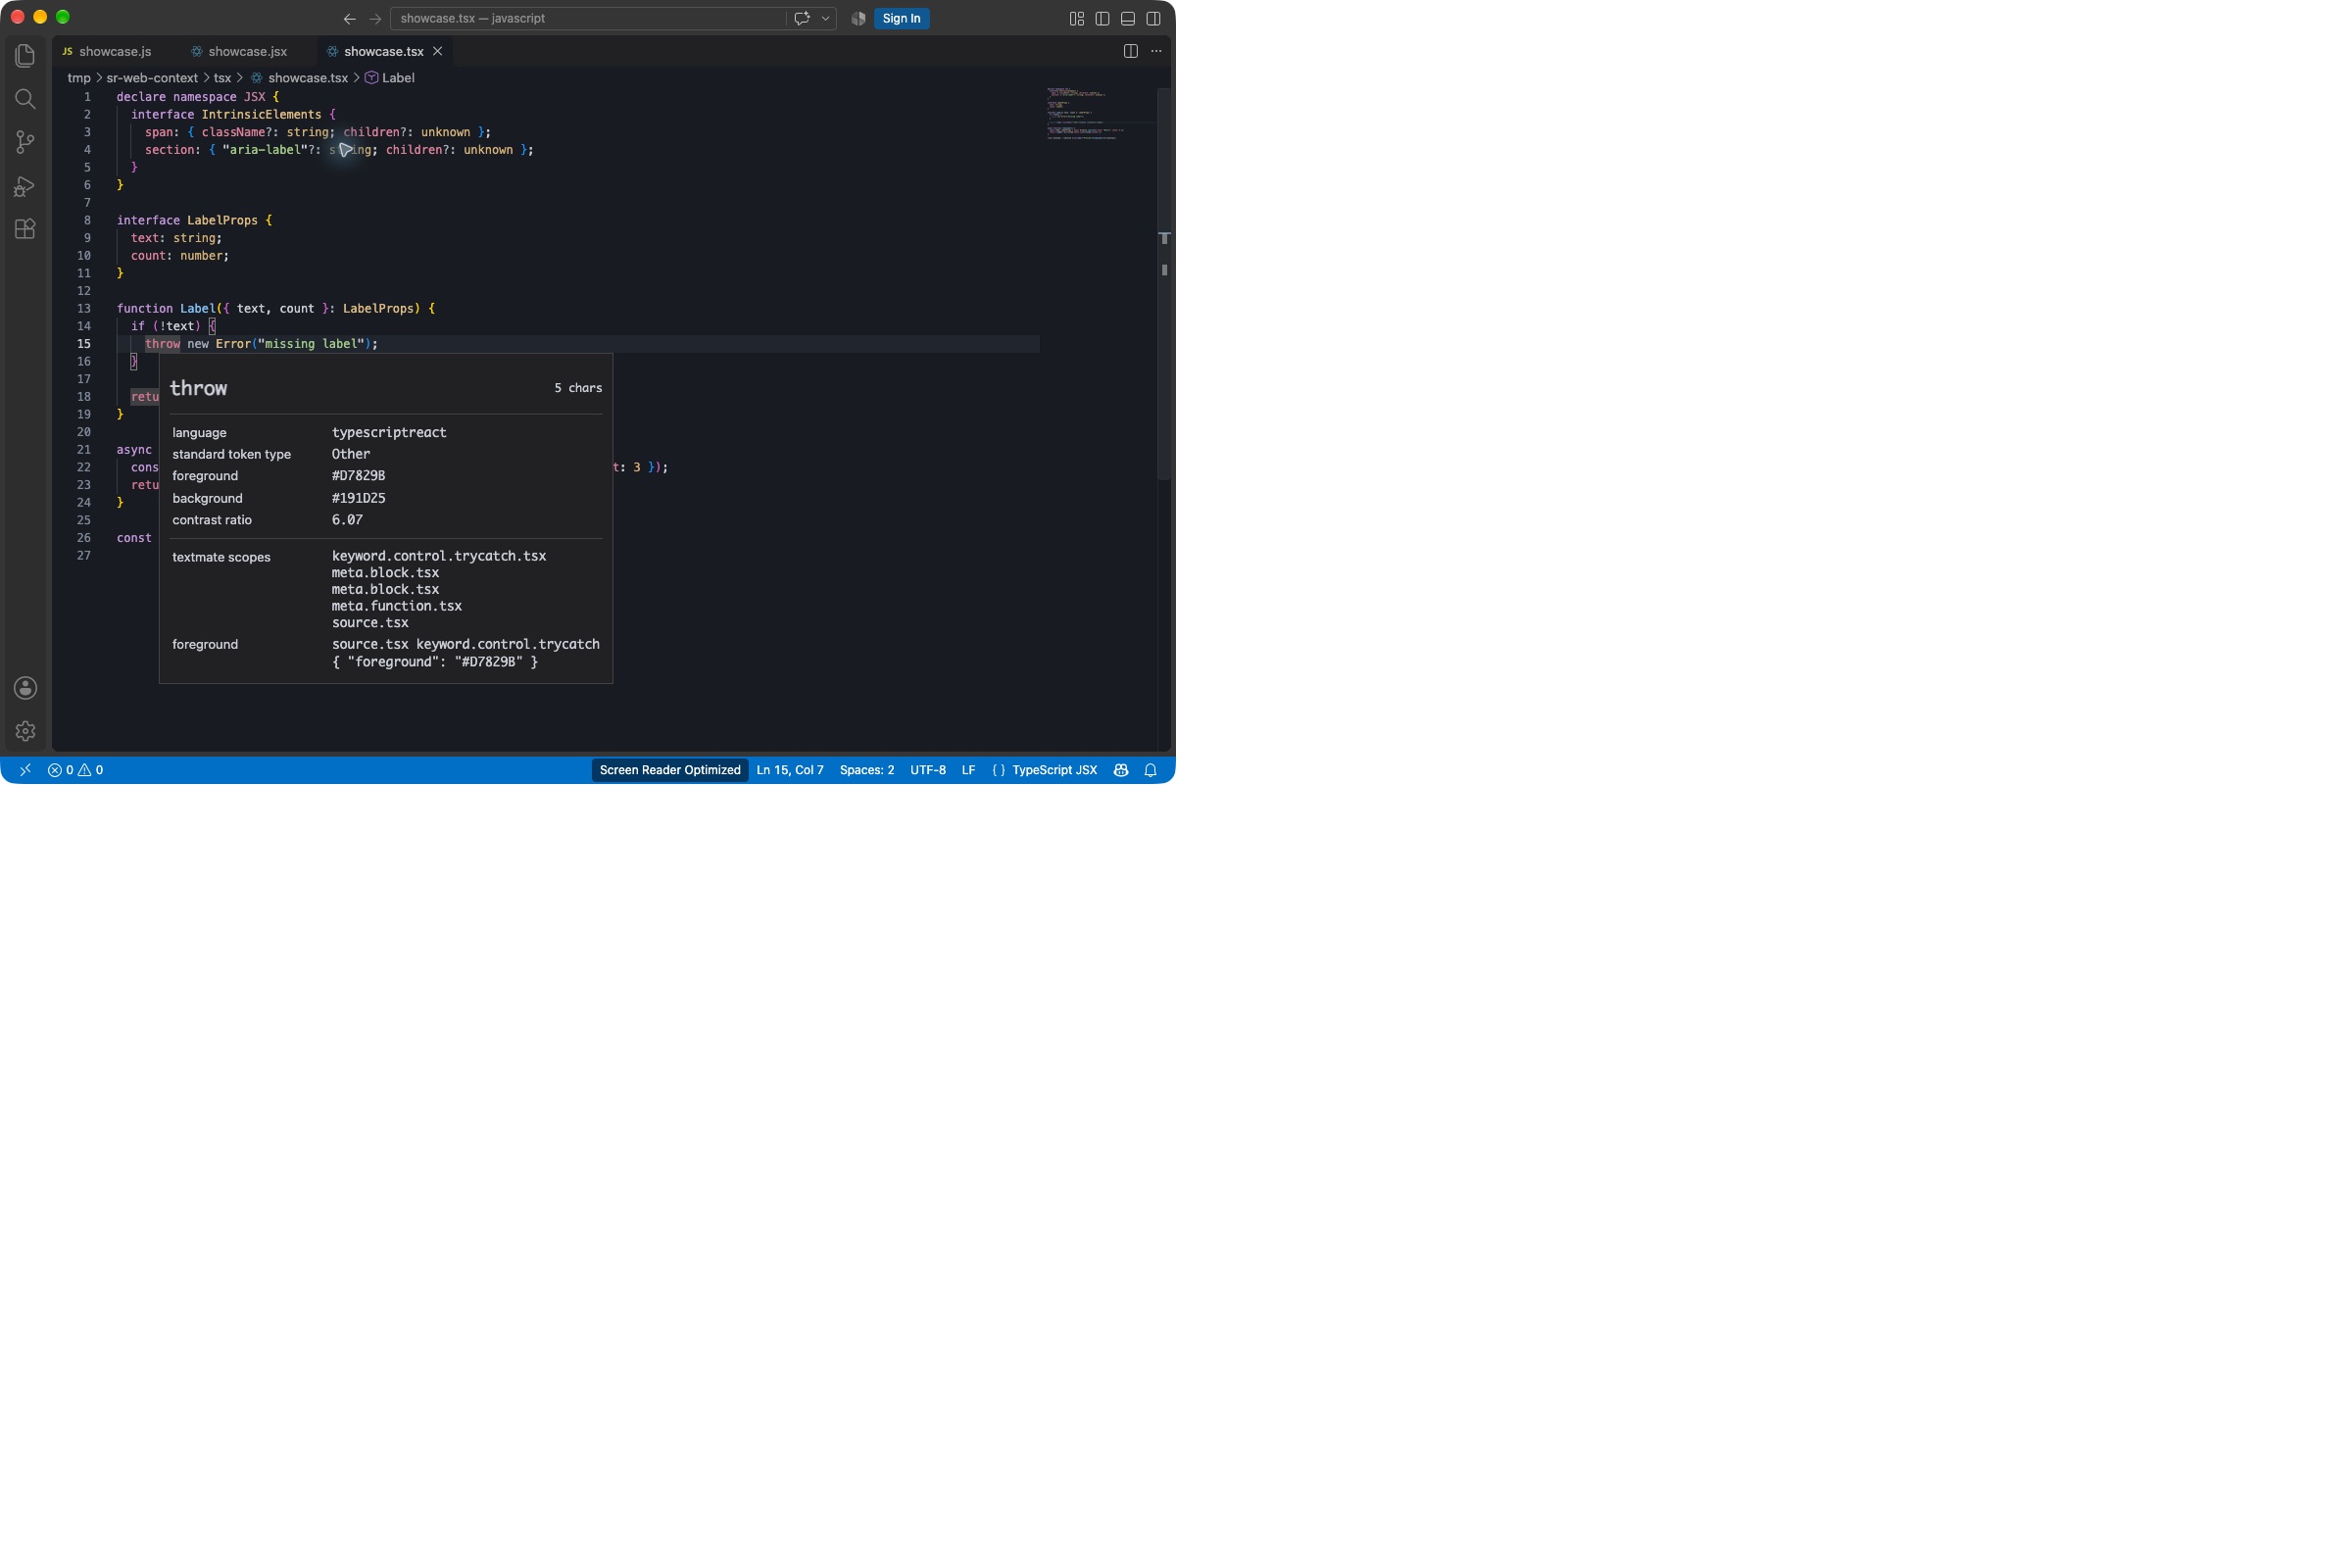 showcase.tsx — javascript
Sign In
JS showcase.js
showcase.jsx
showcase.tsx
tmp > sr-web-context > tsx > showcase.tsx > Label
1 declare namespace JSX {
2 interface IntrinsicElements {
3 span: { className?: string; children?: unknown };
4 section: { "aria-label"?: string; children?: unknown };
5 }
6 }
7
8 interface LabelProps {
9 text: string;
10 count: number;
11 }
12
13 function Label({ text, count }: LabelProps) {
14 if (!text) {
15 throw new Error("missing label");
16 }
17
18 retu
19 }
20
21 async
22 cons t: 3 });
23 retu
24 }
25
26 const
27
throw 5 chars
language typescriptreact
standard token type Other
foreground #D7829B
background #191D25
contrast ratio 6.07
textmate scopes keyword.control.trycatch.tsx
meta.block.tsx
meta.block.tsx
meta.function.tsx
source.tsx
foreground source.tsx keyword.control.trycatch
{ "foreground": "#D7829B" }
0 0 Screen Reader Optimized Ln 15, Col 7 Spaces: 2 UTF-8 LF { } TypeScript JSX